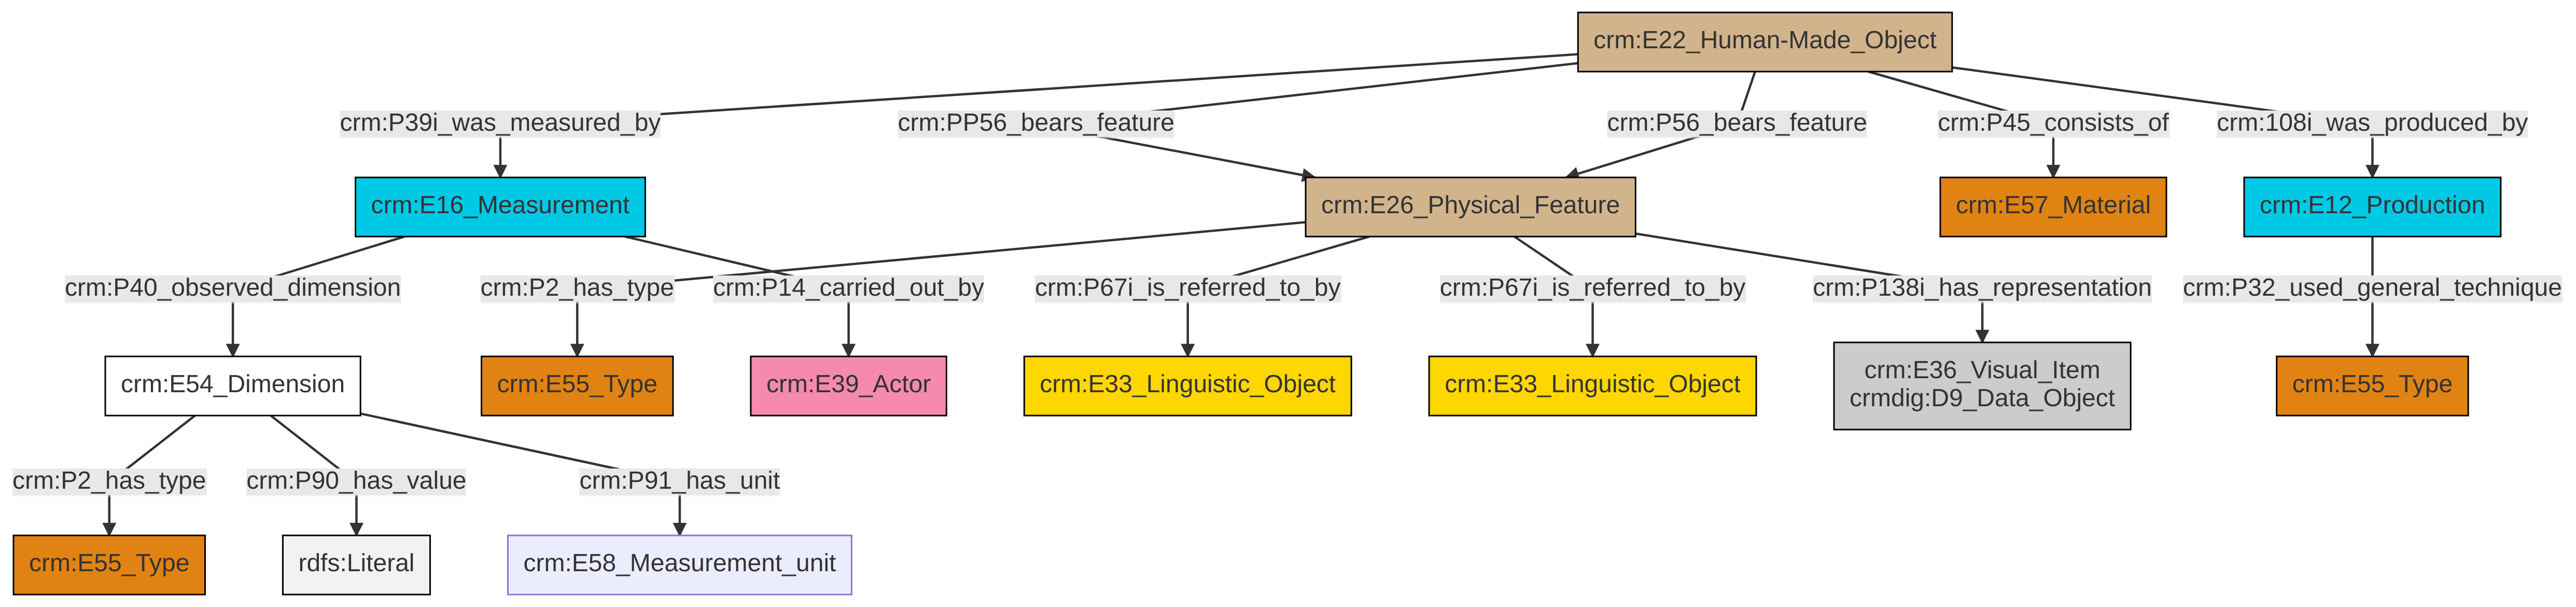 crm:E22_Human-Made_Object
crm:P39i_was_measured_by
crm:PP56_bears_feature
crm:P56_bears_feature
crm:P45_consists_of
crm:108i_was_produced_by
crm:E16_Measurement
crm:E26_Physical_Feature
crm:E57_Material
crm:E12_Production
crm:P40_observed_dimension
crm:P2_has_type
crm:P14_carried_out_by
crm:P67i_is_referred_to_by
crm:P67i_is_referred_to_by
crm:P138i_has_representation
crm:P32_used_general_technique
crm:E54_Dimension
crm:E55_Type
crm:E39_Actor
crm:E33_Linguistic_Object
crm:E33_Linguistic_Object
crm:E36_Visual_Item
crmdig:D9_Data_Object
crm:E55_Type
crm:P2_has_type
crm:P90_has_value
crm:P91_has_unit
crm:E55_Type
rdfs:Literal
crm:E58_Measurement_unit